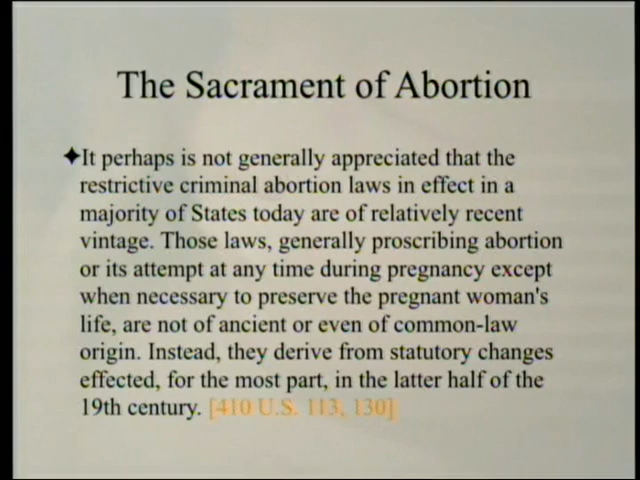 The Sacrament of Abortion
✦It perhaps is not generally appreciated that the
restrictive criminal abortion laws in effect in a
majority of States today are of relatively recent
vintage. Those laws, generally proscribing abortion
or its attempt at any time during pregnancy except
when necessary to preserve the pregnant woman's
life, are not of ancient or even of common-law
origin. Instead, they derive from statutory changes
effected, for the most part, in the latter half of the
19th century. [410 U.S. 113, 130]